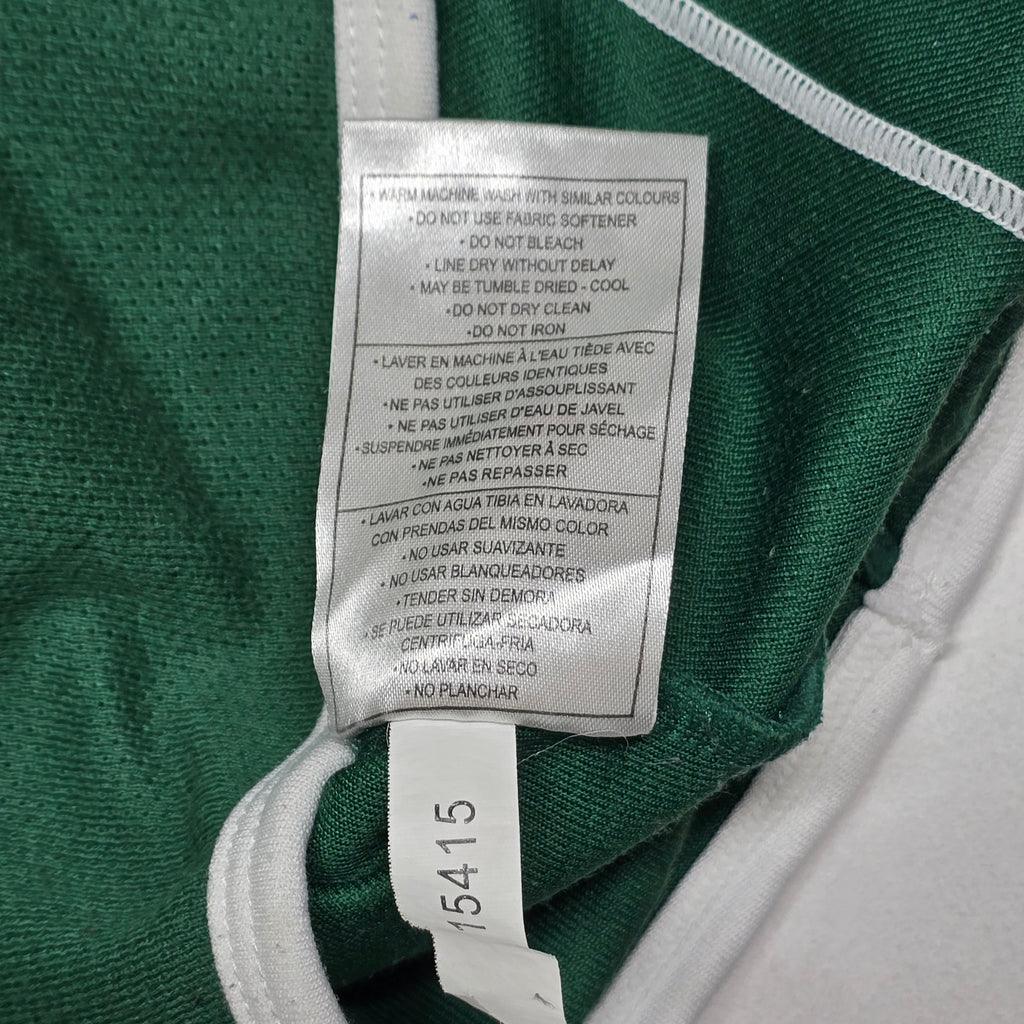 • WARM MACHINE WASH WITH SIMILAR COLOURS
• DO NOT USE FABRIC SOFTENER
• DO NOT BLEACH
• LINE DRY WITHOUT DELAY
• MAY BE TUMBLE DRIED - COOL
• DO NOT DRY CLEAN
• DO NOT IRON
• LAVER EN MACHINE À L'EAU TIÈDE AVEC
DES COULEURS IDENTIQUES
• NE PAS UTILISER D'ASSOUPLISSANT
• NE PAS UTILISER D'EAU DE JAVEL
• SUSPENDRE IMMÉDIATEMENT POUR SÉCHAGE
• NE PAS NETTOYER À SEC
• NE PAS REPASSER
• LAVAR CON AGUA TIBIA EN LAVADORA
CON PRENDAS DEL MISMO COLOR
• NO USAR SUAVIZANTE
• NO USAR BLANQUEADORES
• TENDER SIN DEMORA
• SE PUEDE UTILIZAR SECADORA
CENTRIFUGA-FRIA
• NO LAVAR EN SECO
• NO PLANCHAR
15415